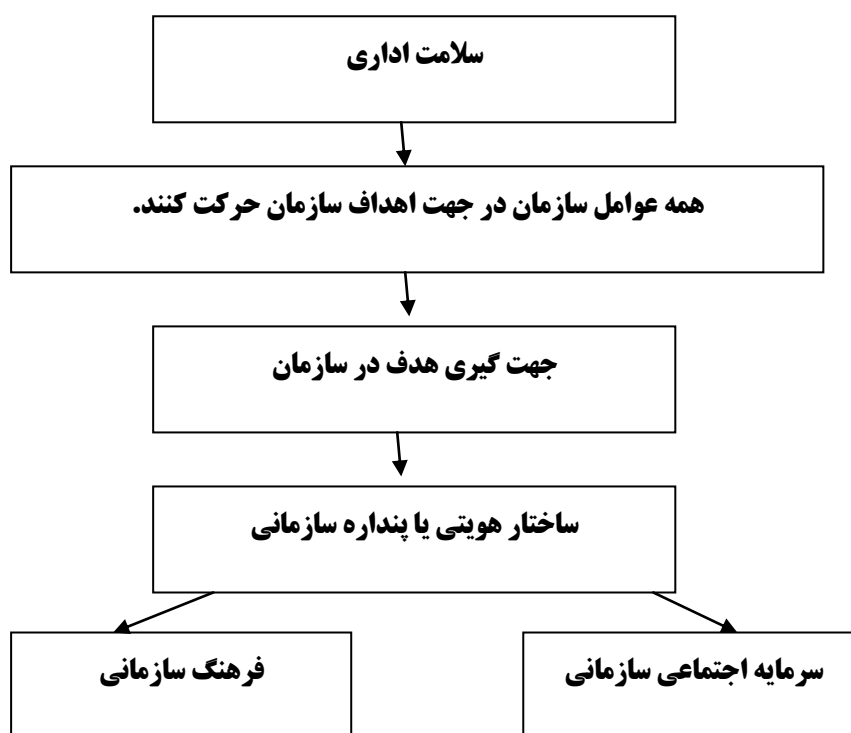 سلامت اداری
همه عوامل سازمان در جهت اهداف سازمان حرکت کنند.
جهت گیری هدف در سازمان
ساختار هویتی یا پنداره سازمانی
سرمایه اجتماعی سازمانی
فرهنگ سازمانی